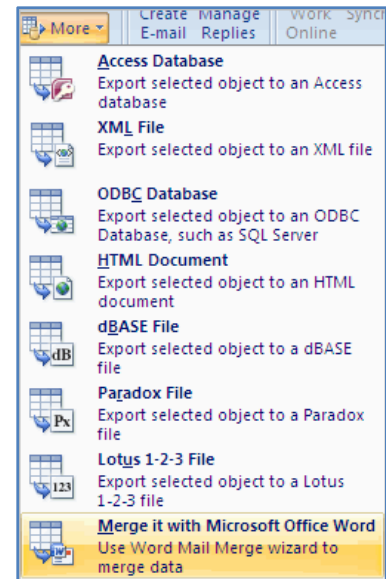 Create Manage Work Sync
More E-mail Replies Online
Access Database
Export selected object to an Access
database
XML File
Export selected object to an XML file
ODBC Database
Export selected object to an ODBC
Database, such as SQL Server
HTML Document
Export selected object to an HTML
document
dBASE File
dB
Export selected object to a dBASE
file
Paradox File
Px
Export selected object to a Paradox
file
Lotus 1-2-3 File
123
Export selected object to a Lotus
1-2-3 file
Merge it with Microsoft Office Word
Use Word Mail Merge wizard to
merge data